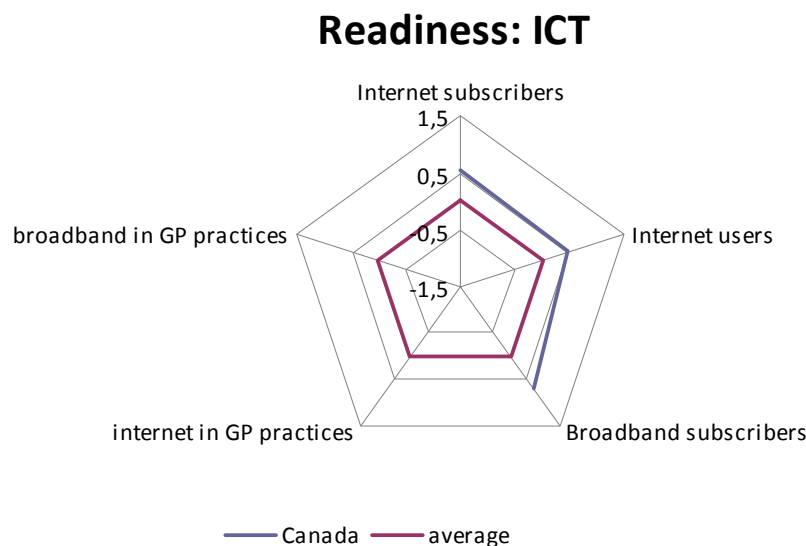 Readiness: ICT
Internet subscribers
1,5
0,5
-0,5
-1,5
broadband in GP practices
Internet users
internet in GP practices
Broadband subscribers
Canada
average